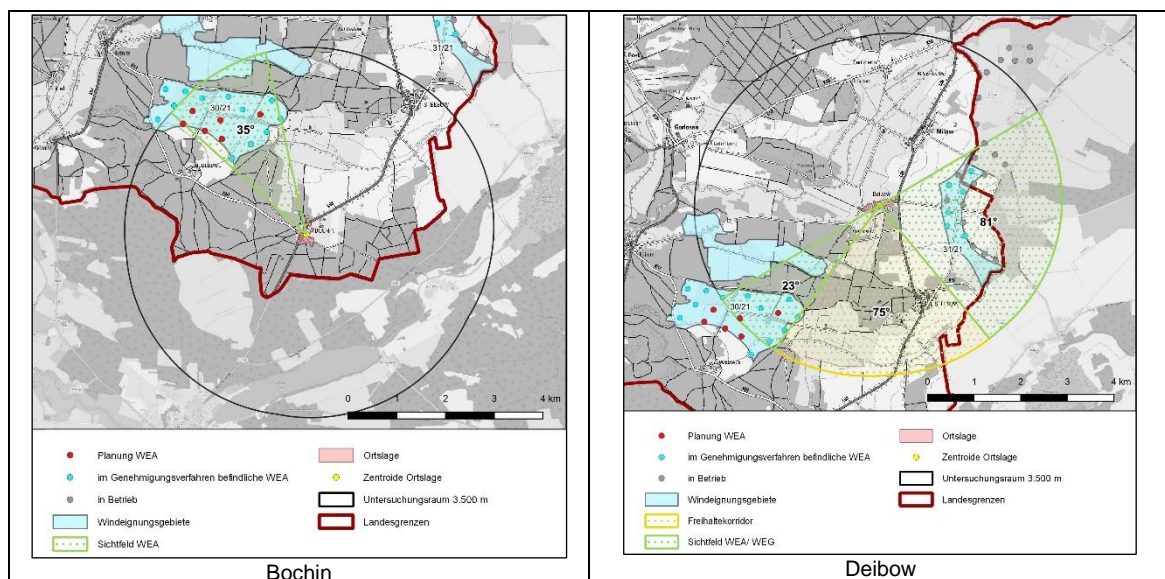 31/21
30/21
35°
0 1 2 3 4 km
Planung WEA
im Genehmigungsverfahren befindliche WEA
in Betrieb
Windeignungsgebiete
Sichtfeld WEA
Ortslage
Zentroide Ortslage
Untersuchungsraum 3.500 m
Landesgrenzen
Bochin
Gorlosen
Milow
81°
31/21
23°
30/21
75°
0 1 2 3 4 km
Planung WEA
im Genehmigungsverfahren befindliche WEA
in Betrieb
Windeignungsgebiete
Freihaltekorridor
Sichtfeld WEA/ WEG
Ortslage
Zentroide Ortslage
Untersuchungsraum 3.500 m
Landesgrenzen
Deibow